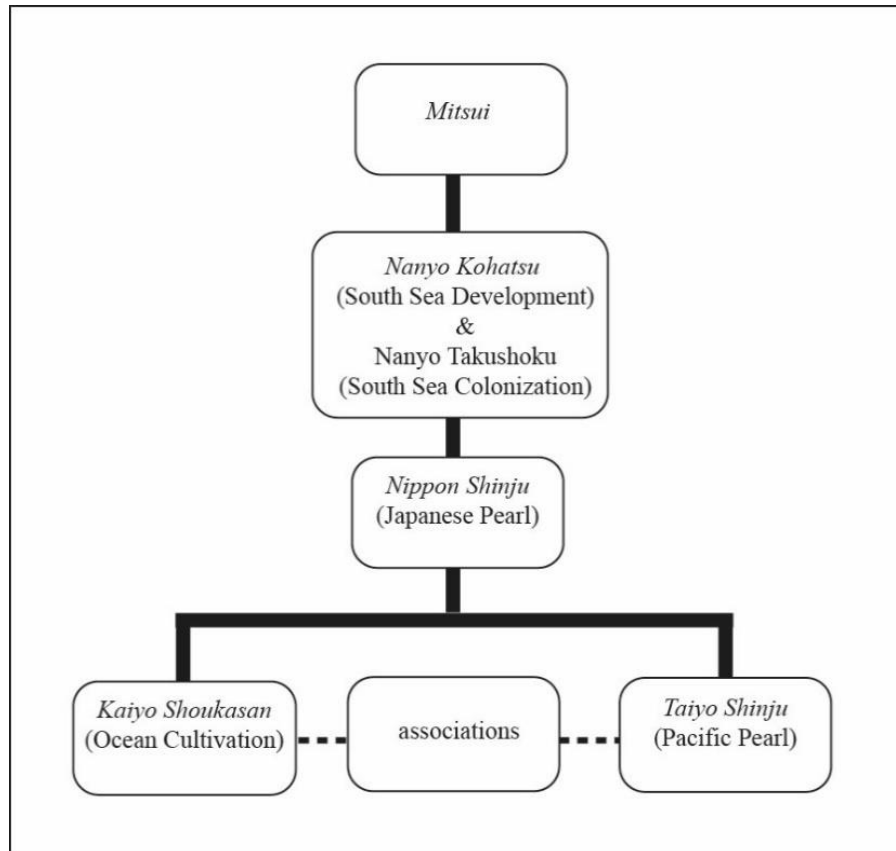 Mitsui
Nanyo Kohatsu
(South Sea Development)
&
Nanyo Takushoku
(South Sea Colonization)
Nippon Shinju
(Japanese Pearl)
Kaiyo Shoukasan
(Ocean Cultivation)
associations
Taiyo Shinju
(Pacific Pearl)